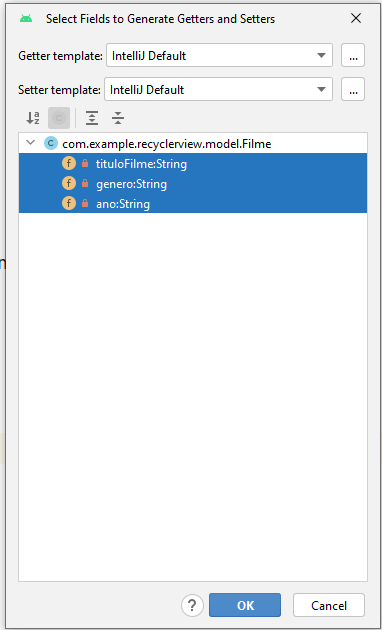 Select Fields to Generate Getters and Setters
Getter template: IntelliJ Default ...
Setter template: IntelliJ Default ...
com.example.recyclerview.model.Filme
tituloFilme:String
genero:String
ano:String
? OK Cancel